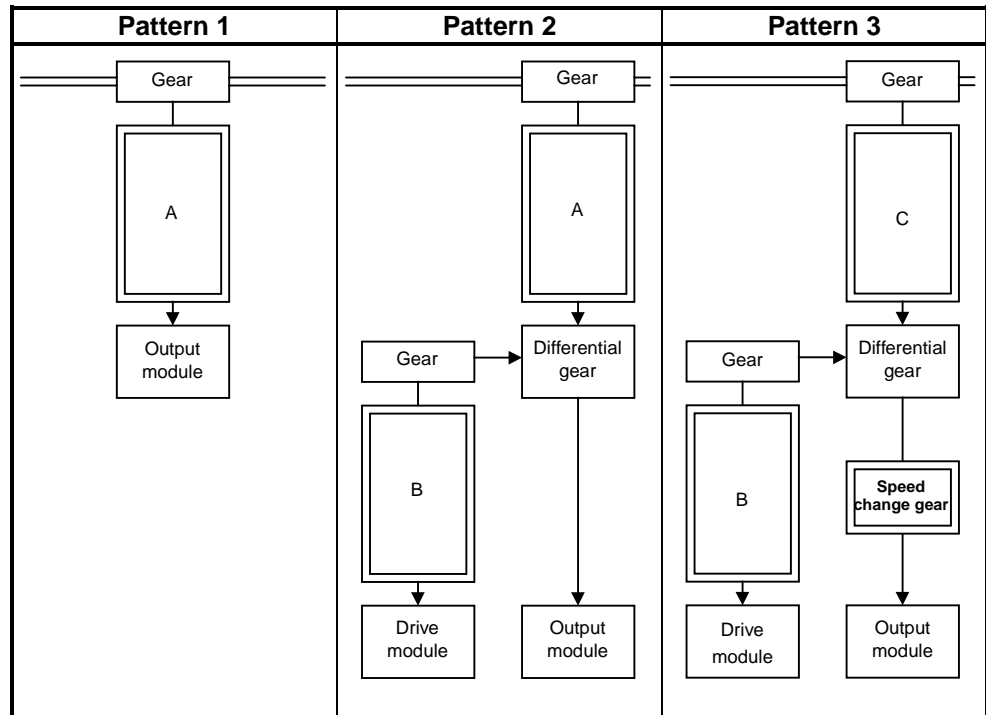 Pattern 1
Pattern 2
Pattern 3
Gear
A
Output
module
Gear
A
Gear
Differential
gear
B
Drive
module
Output
module
Gear
C
Gear
Differential
gear
B
Speed
change gear
Drive
module
Output
module